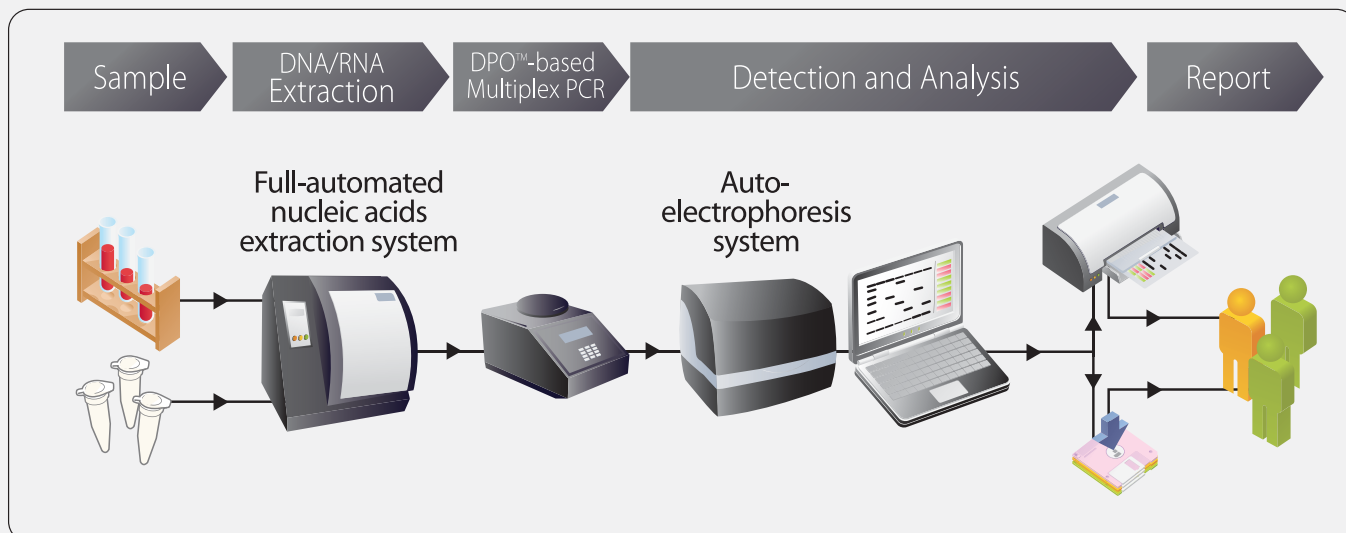 Sample
DNA/RNA
Extraction
DPO™-based
Multiplex PCR
Detection and Analysis
Report
Full-automated
nucleic acids
extraction system
Auto-
electrophoresis
system